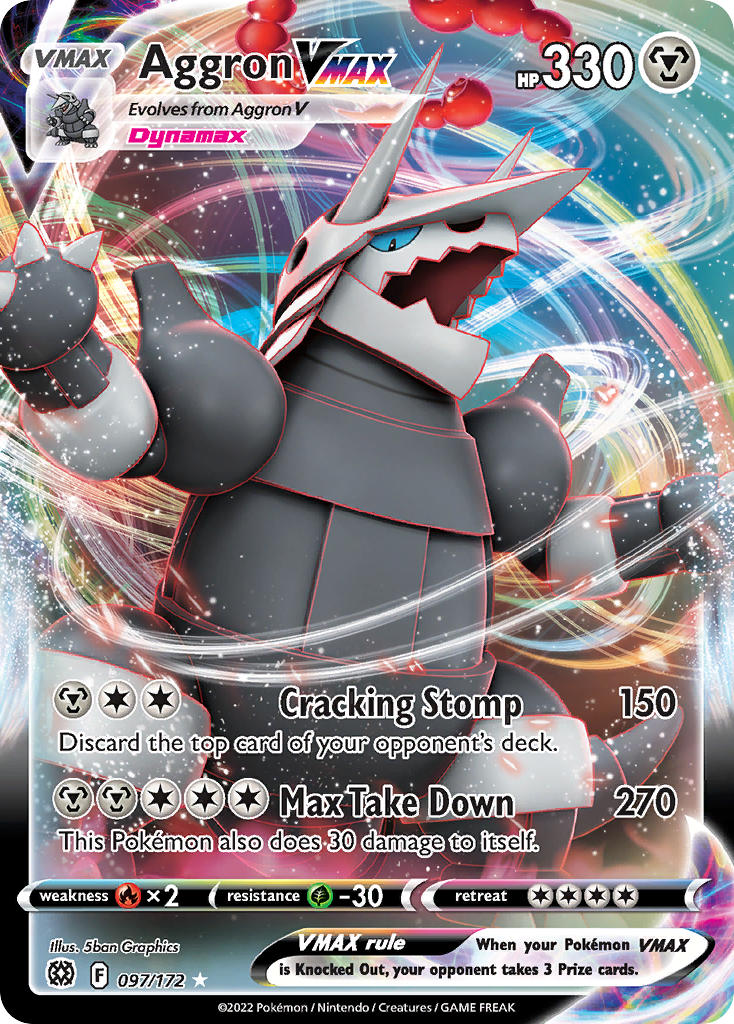 VMAX
Aggron VMAX
HP 330
Evolves from Aggron V
Dynamax
Cracking Stomp 150
Discard the top card of your opponent's deck.
Max Take Down 270
This Pokémon also does 30 damage to itself.
weakness ×2 resistance -30 retreat
Illus. 5ban Graphics
F 097/172
VMAX rule When your Pokémon VMAX
is Knocked Out, your opponent takes 3 Prize cards.
©2022 Pokémon / Nintendo / Creatures / GAME FREAK